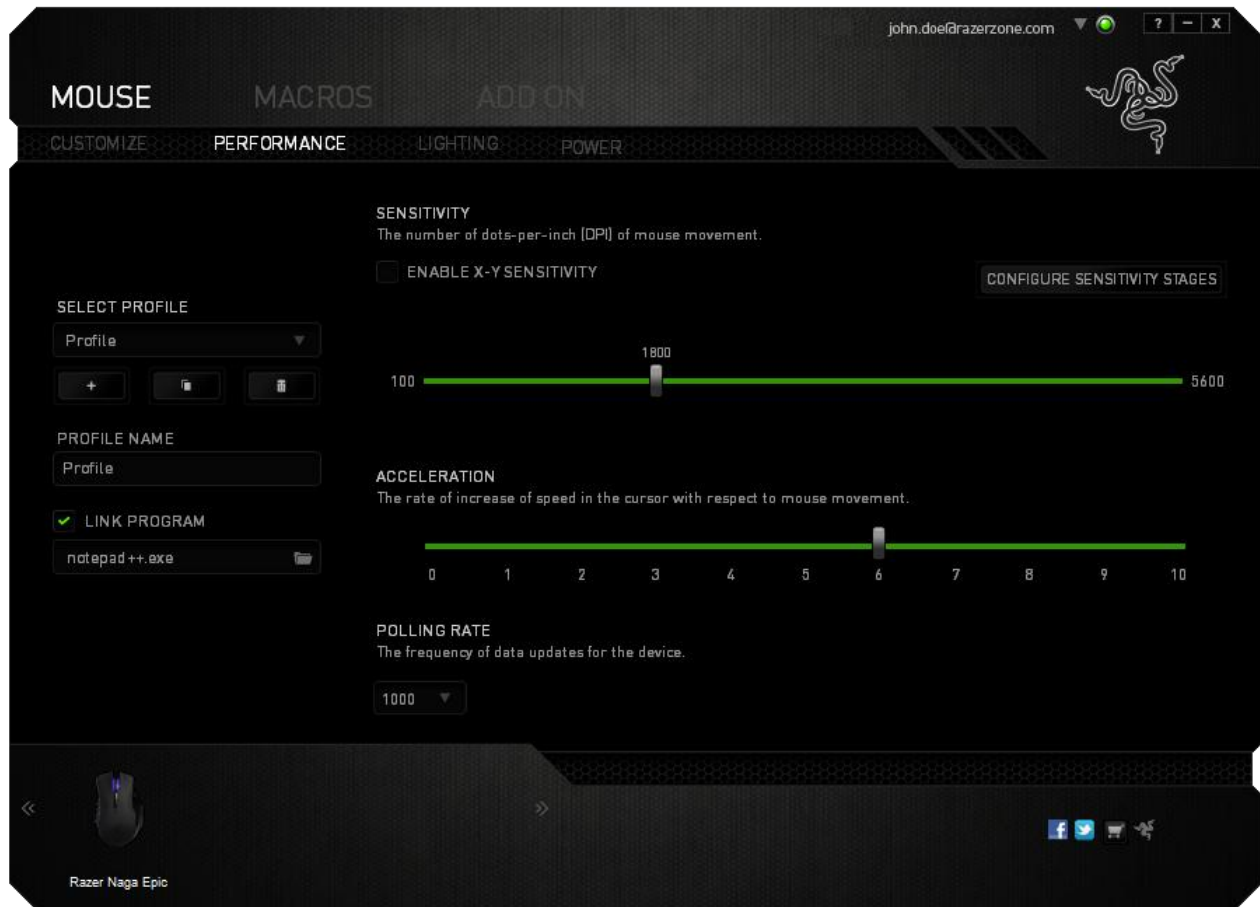 john.doe@razerzone.com
? – X
MOUSE MACROS ADD ON
CUSTOMIZE PERFORMANCE LIGHTING POWER
SENSITIVITY
The number of dots-per-inch (DPI) of mouse movement.
ENABLE X-Y SENSITIVITY
CONFIGURE SENSITIVITY STAGES
SELECT PROFILE
Profile
1800
+
100
5600
PROFILE NAME
Profile
ACCELERATION
The rate of increase of speed in the cursor with respect to mouse movement.
LINK PROGRAM
notepad++.exe
0 1 2 3 4 5 6 7 8 9 10
POLLING RATE
The frequency of data updates for the device.
1000
Razer Naga Epic